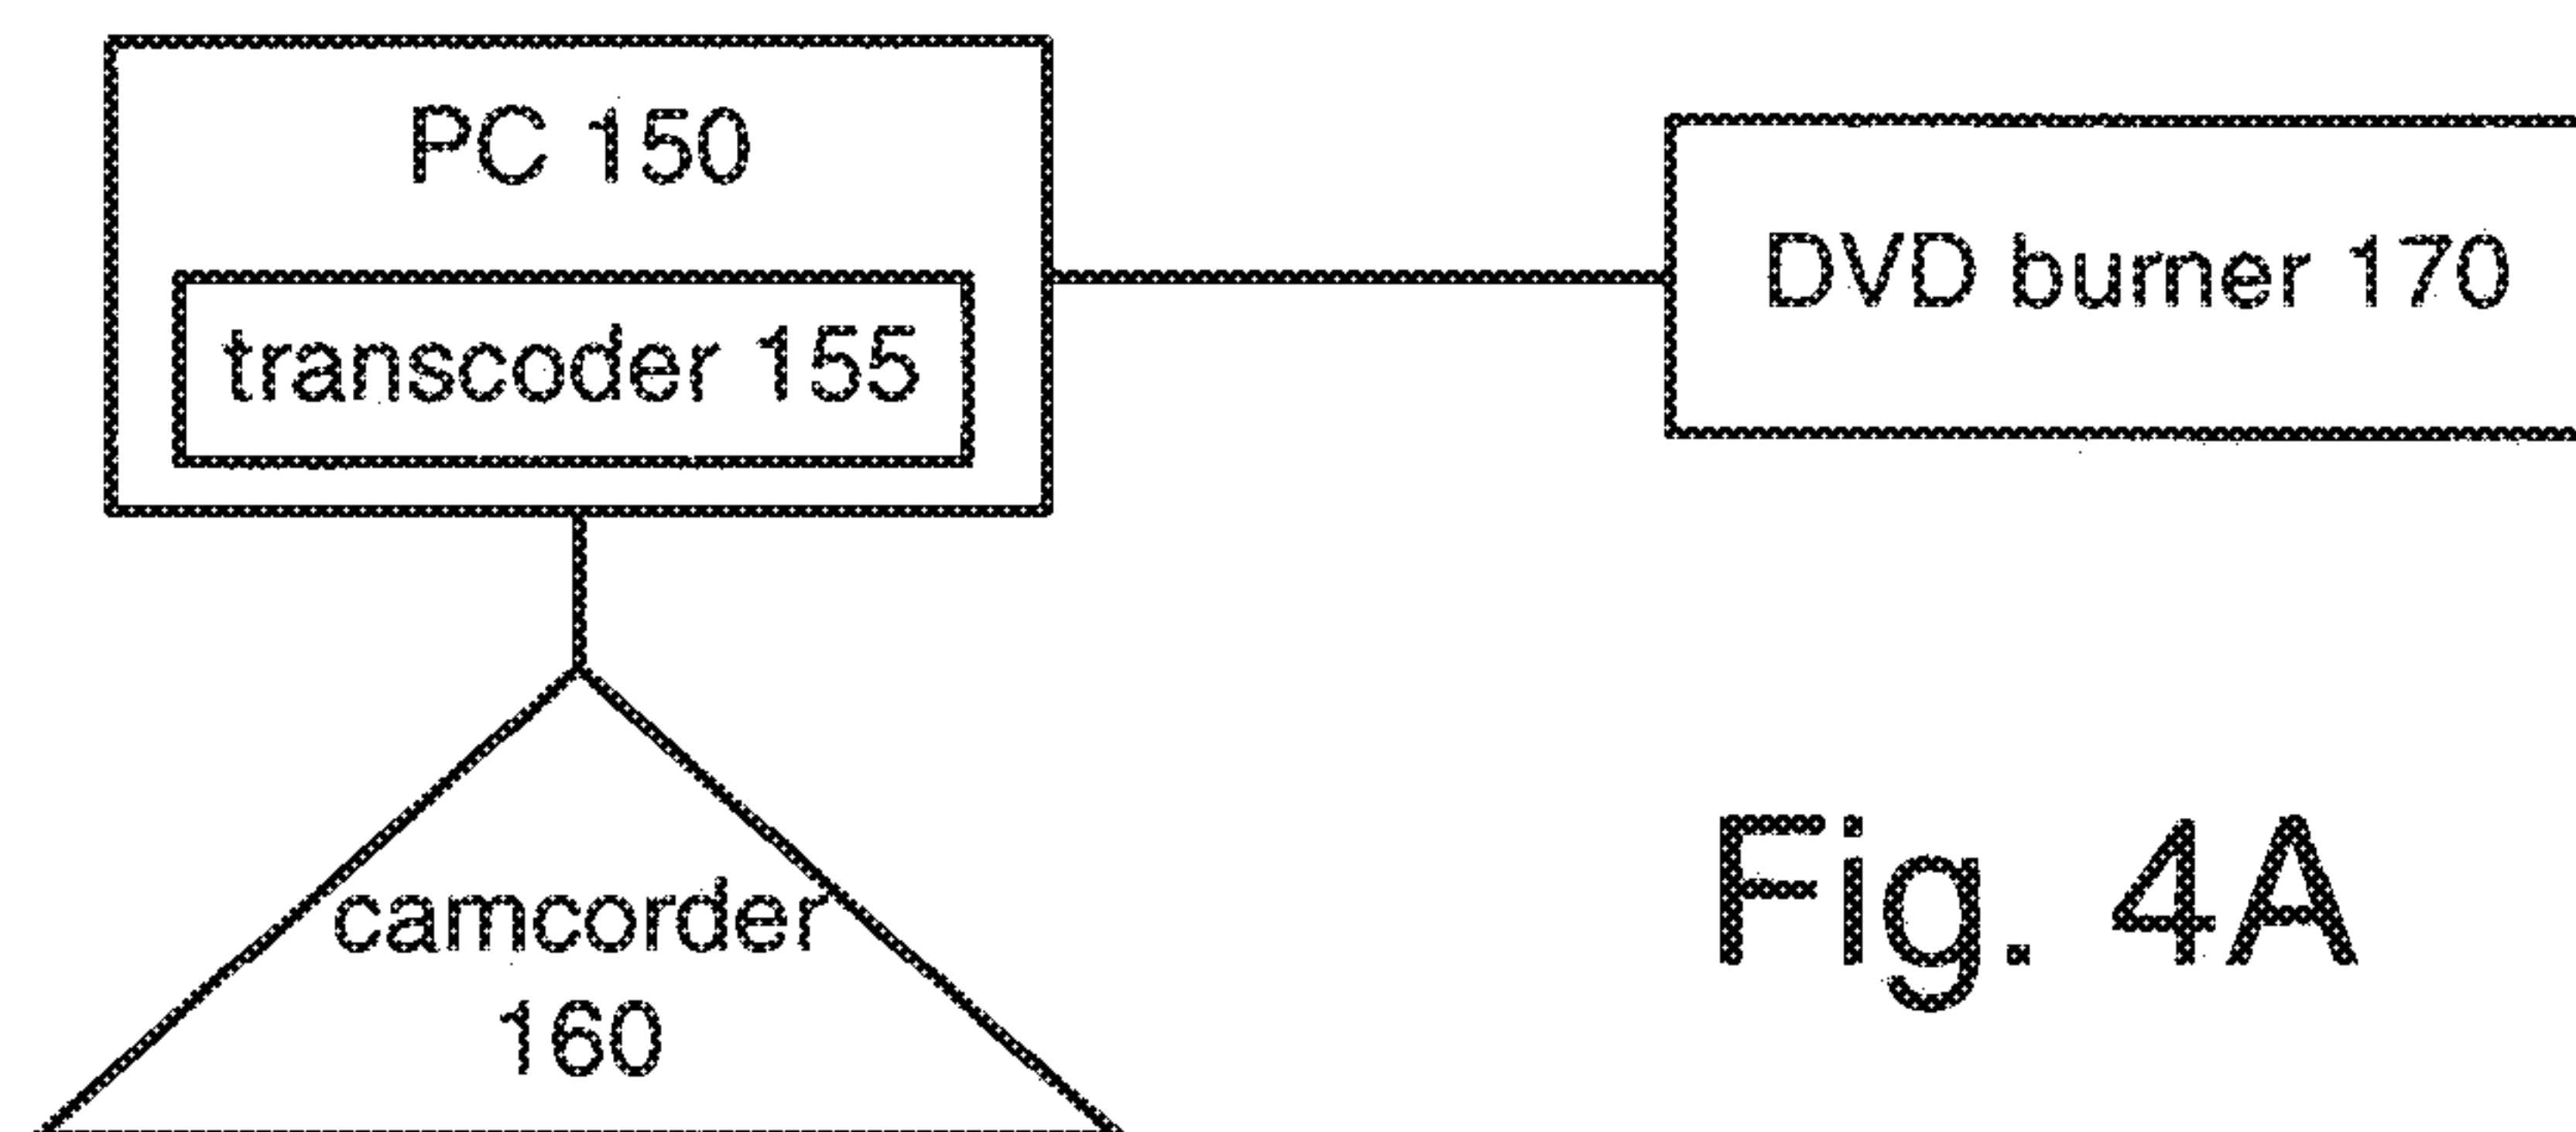 PC 150
transcoder 155
DVD burner 170
camcorder
160
Fig. 4A